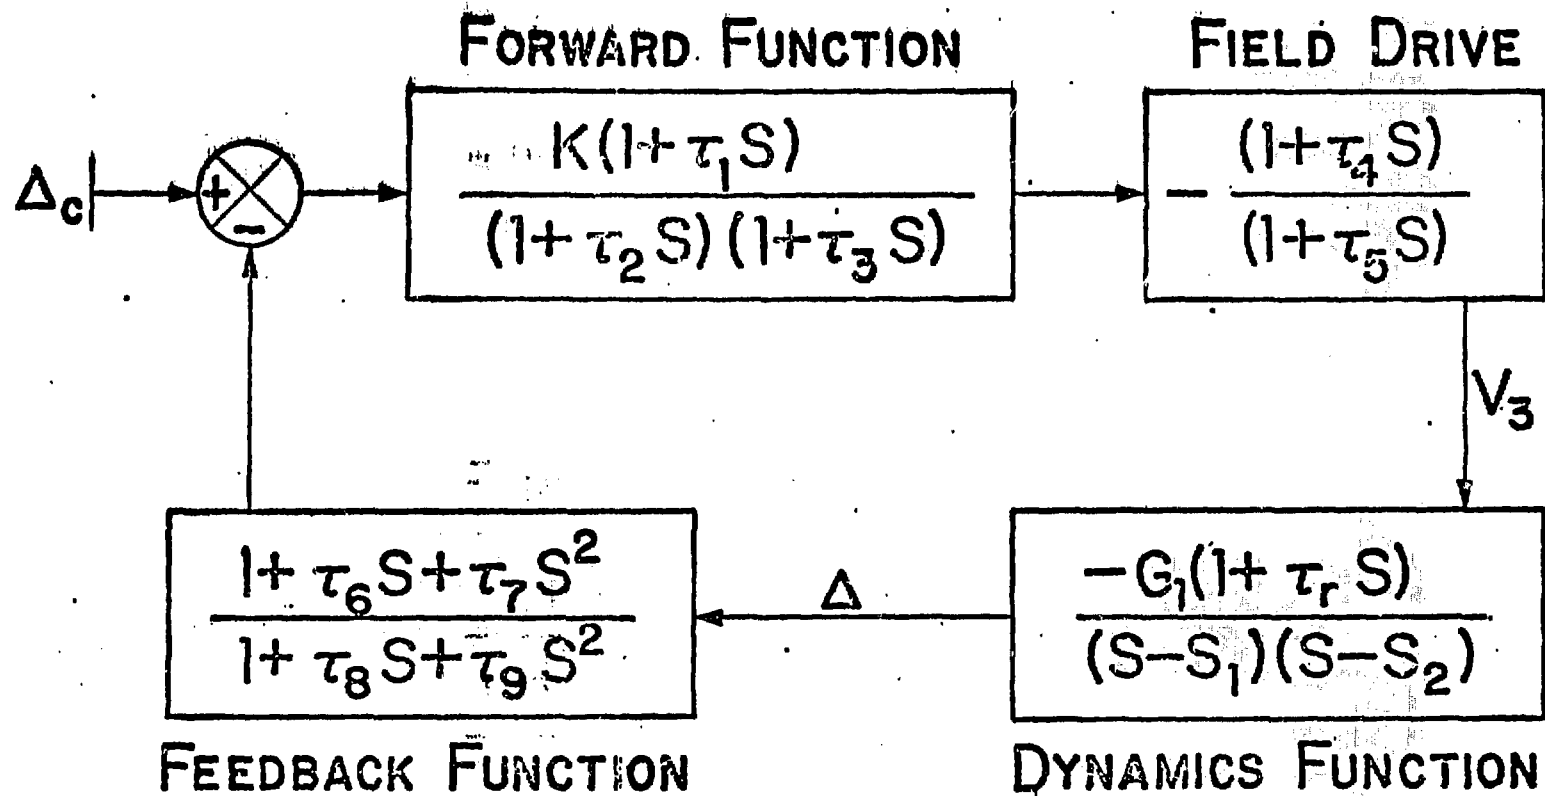 FORWARD FUNCTION
FIELD DRIVE
K(1+ τ₁S)
(1+ τ₂S)(1+τ₃S)
− (1+τ₄S)
(1+τ₅S)
Δc
+
−
V₃
1+ τ₆S+τ₇S²
1+ τ₈S+τ₉S²
Δ
−G₁(1+ τᵣS)
(S−S₁)(S−S₂)
FEEDBACK FUNCTION
DYNAMICS FUNCTION